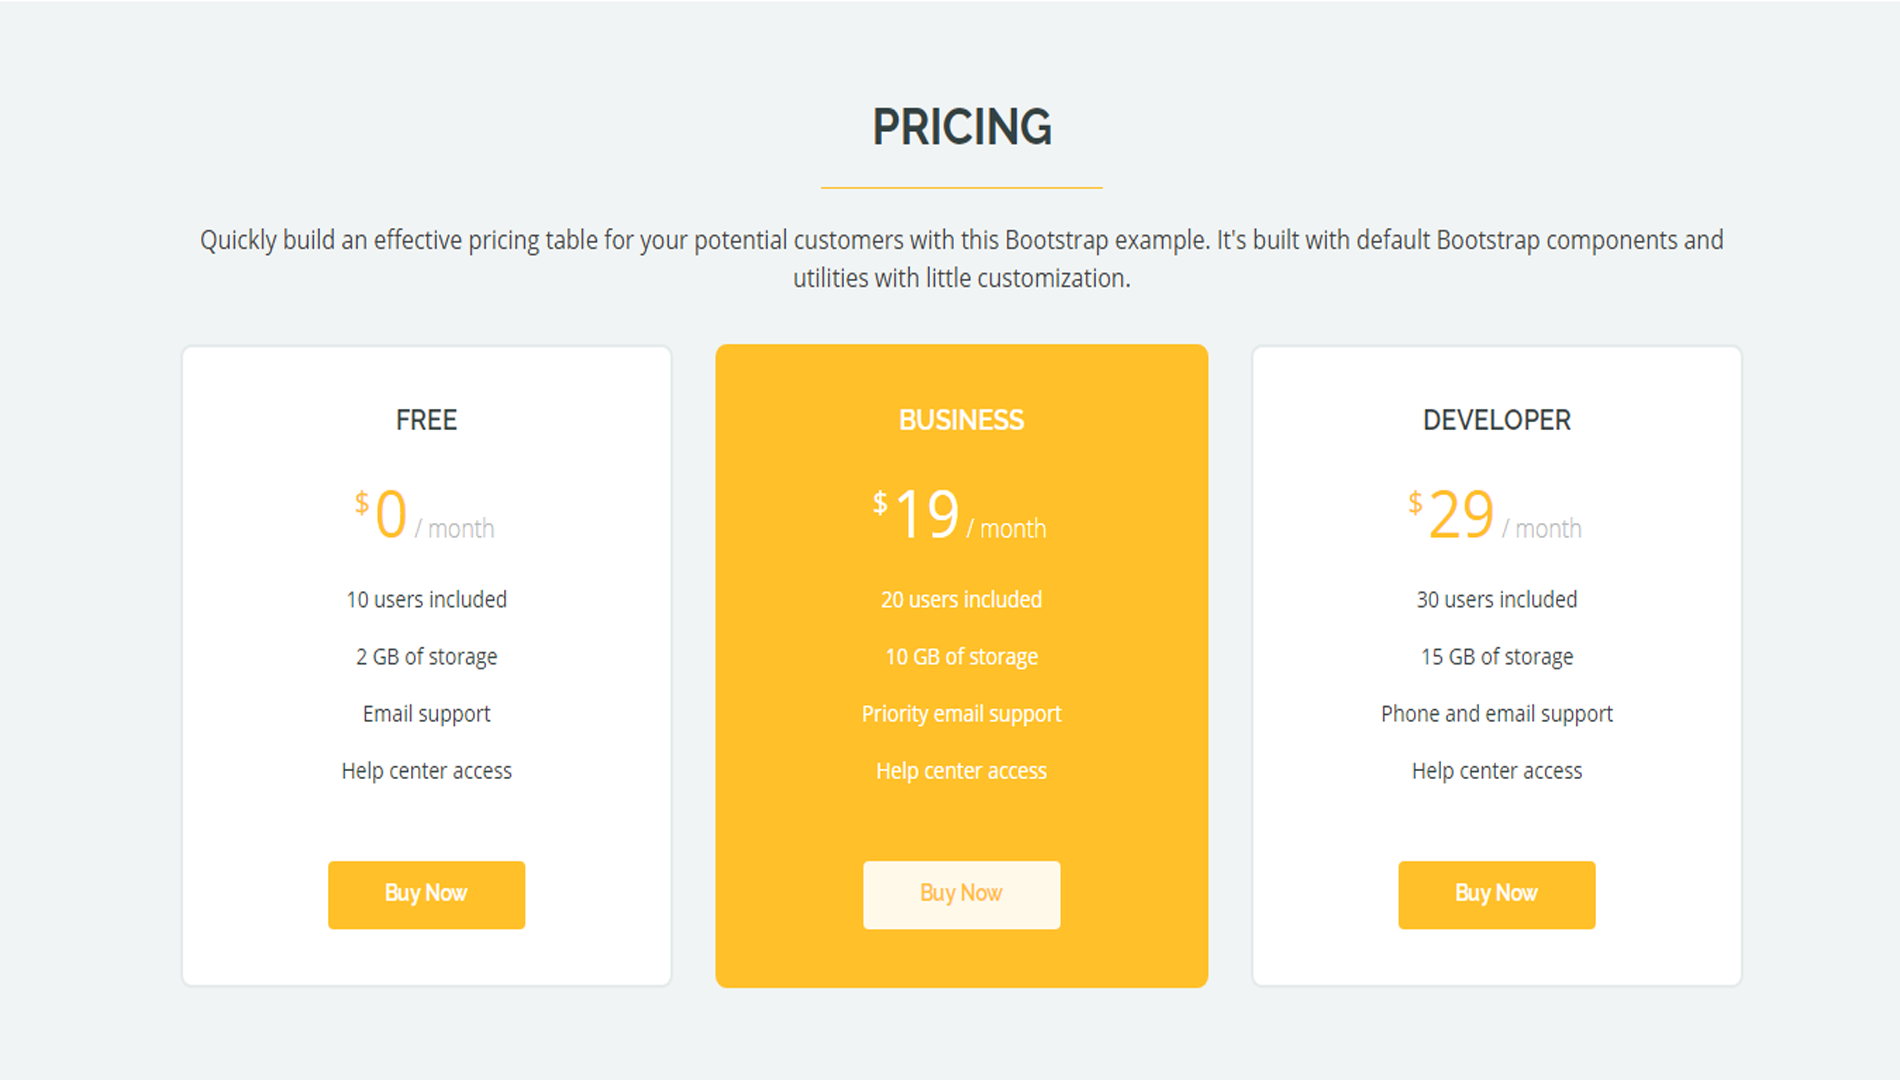 PRICING
Quickly build an effective pricing table for your potential customers with this Bootstrap example. It's built with default Bootstrap components and
utilities with little customization.
FREE
$0 / month
10 users included
2 GB of storage
Email support
Help center access
Buy Now
BUSINESS
$19 / month
20 users included
10 GB of storage
Priority email support
Help center access
Buy Now
DEVELOPER
$29 / month
30 users included
15 GB of storage
Phone and email support
Help center access
Buy Now